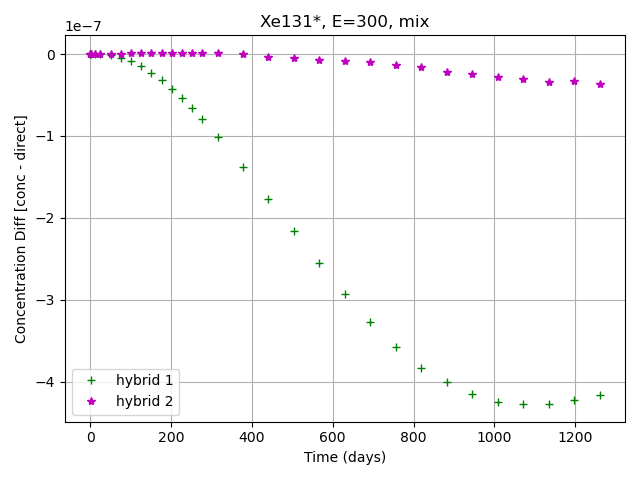 Xe131*, E=300, mix
1e−7
0
−1
−2
−3
−4
Concentration Diff [conc - direct]
hybrid 1
hybrid 2
0
200
400
600
800
1000
1200
Time (days)